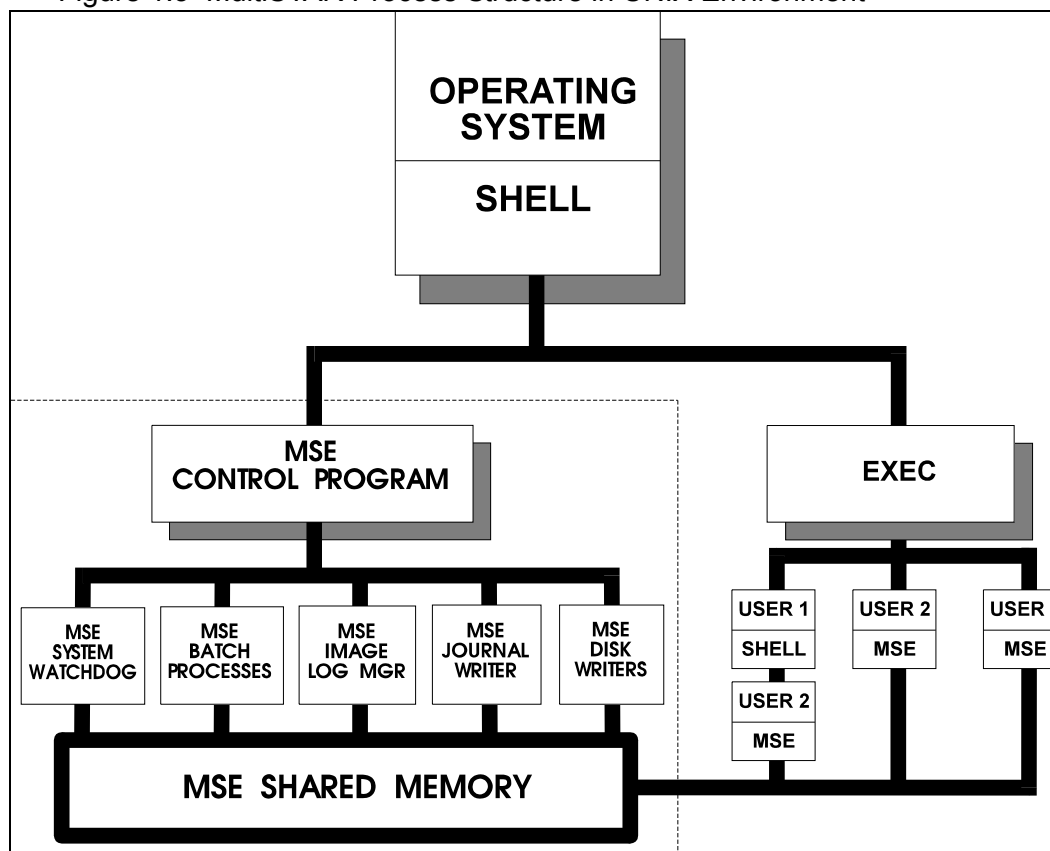 OPERATING
SYSTEM
SHELL
MSE
CONTROL PROGRAM
EXEC
MSE
SYSTEM
WATCHDOG
MSE
BATCH
PROCESSES
MSE
IMAGE
LOG MGR
MSE
JOURNAL
WRITER
MSE
DISK
WRITERS
USER 1
SHELL
USER 2
MSE
USER 2
MSE
USER
MSE
MSE SHARED MEMORY